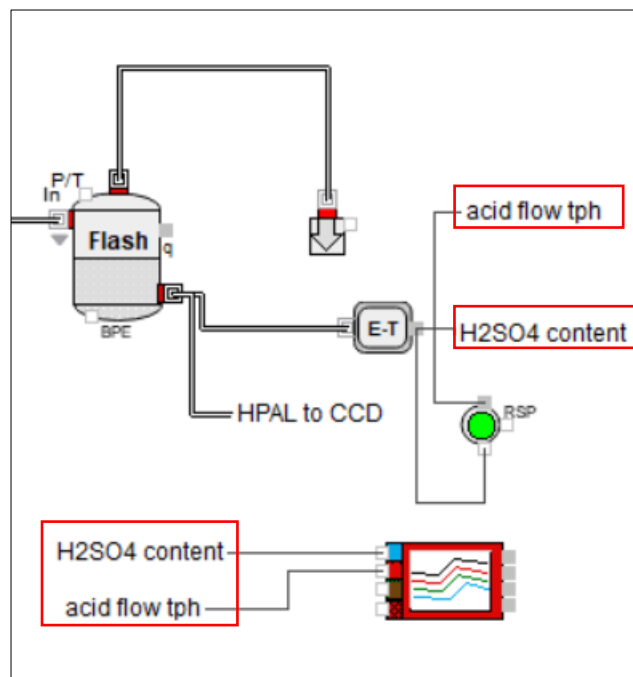 P/T
In
Flash
q
BPE
acid flow tph
E-T
H2SO4 content
HPAL to CCD
RSP
H2SO4 content
acid flow tph